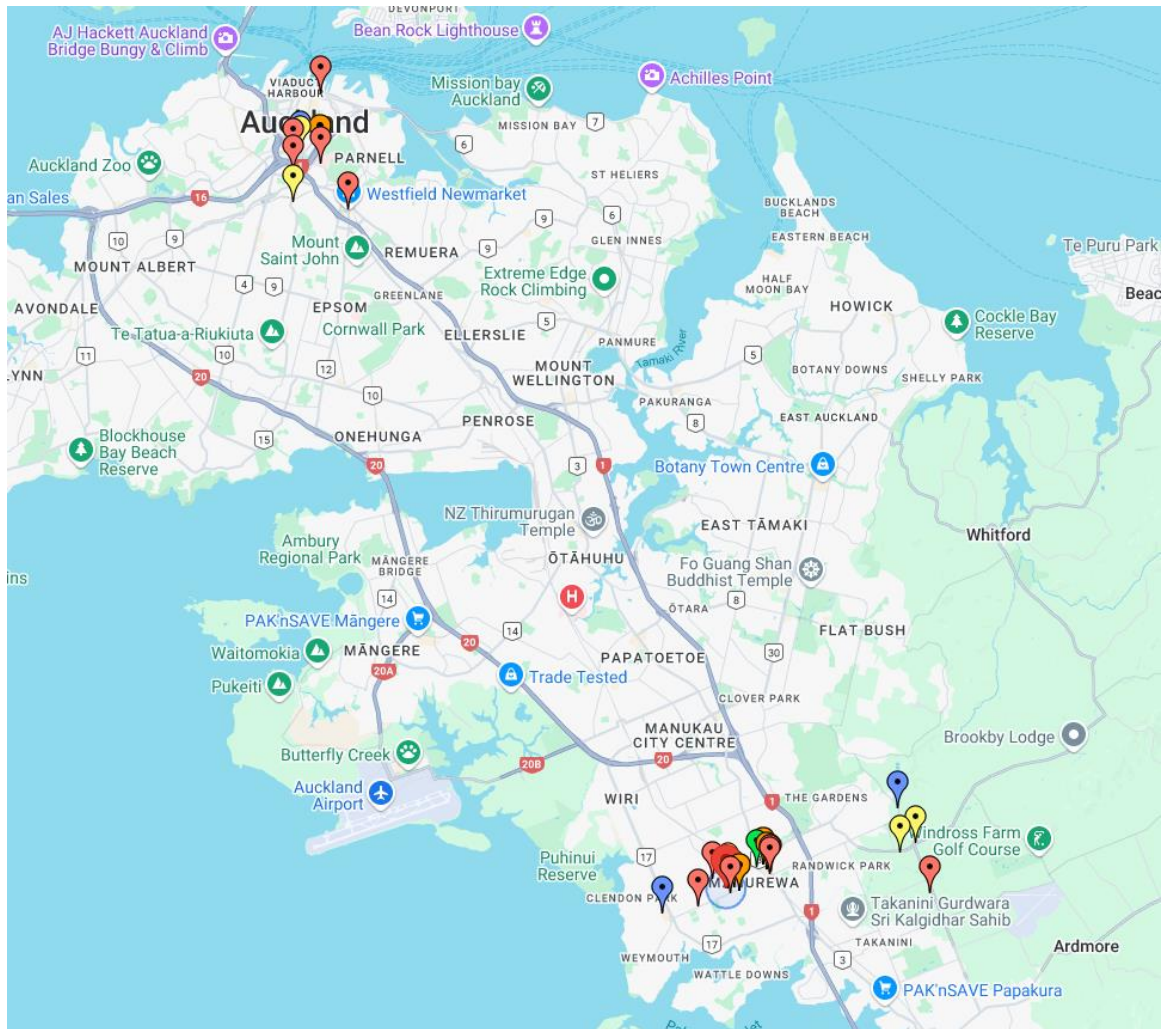 DEVONPORT
AJ Hackett Auckland
Bridge Bungy & Climb
Bean Rock Lighthouse
VIADUCT
HARBOUR
Mission bay
Auckland
Achilles Point
Auckland
MISSION BAY
7
6
Auckland Zoo
PARNELL
ST HELIERS
an Sales
16
1
Westfield Newmarket
6
BUCKLANDS
BEACH
9
10
9
Mount
Saint John
REMUERA
9
GLEN INNES
EASTERN BEACH
Te Puru Park
MOUNT ALBERT
4
9
GREENLANE
Extreme Edge
Rock Climbing
HALF
MOON BAY
Beac
AVONDALE
EPSOM
HOWICK
Te Tatua-a-Riukiuta
Cornwall Park
ELLERSLIE
5
Cockle Bay
Reserve
11
10
12
PANMURE
Tamaki River
5
LYNN
20
MOUNT
WELLINGTON
BOTANY DOWNS
SHELLY PARK
10
PAKURANGA
EAST AUCKLAND
15
ONEHUNGA
PENROSE
8
Blockhouse
Bay Beach
Reserve
20
3
1
Botany Town Centre
NZ Thirumurugan
Temple
EAST TĀMAKI
Whitford
Ambury
Regional Park
MĀNGERE
BRIDGE
ŌTĀHUHU
Fo Guang Shan
Buddhist Temple
ins
14
H
8
ŌTARA
PAK'nSAVE Māngere
14
20
FLAT BUSH
Waitomokia
MĀNGERE
20A
PAPATOETOE
30
Pukeiti
Trade Tested
CLOVER PARK
MANUKAU
CITY CENTRE
Brookby Lodge
Butterfly Creek
20B
20
Auckland
Airport
WIRI
1
THE GARDENS
Windross Farm
Golf Course
Puhinui
Reserve
17
RANDWICK PARK
MANUREWA
CLENDON PARK
1
Takanini Gurdwara
Sri Kalgidhar Sahib
17
TAKANINI
WEYMOUTH
3
Ardmore
WATTLE DOWNS
PAK'nSAVE Papakura